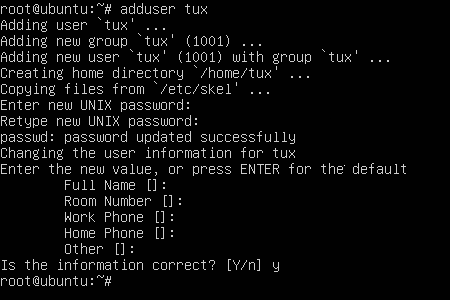 root@ubuntu:~# adduser tux
Adding user `tux' ...
Adding new group `tux' (1001) ...
Adding new user `tux' (1001) with group `tux' ...
Creating home directory `/home/tux' ...
Copying files from `/etc/skel' ...
Enter new UNIX password:
Retype new UNIX password:
passwd: password updated successfully
Changing the user information for tux
Enter the new value, or press ENTER for the default
Full Name []:
Room Number []:
Work Phone []:
Home Phone []:
Other []:
Is the information correct? [Y/n] y
root@ubuntu:~#